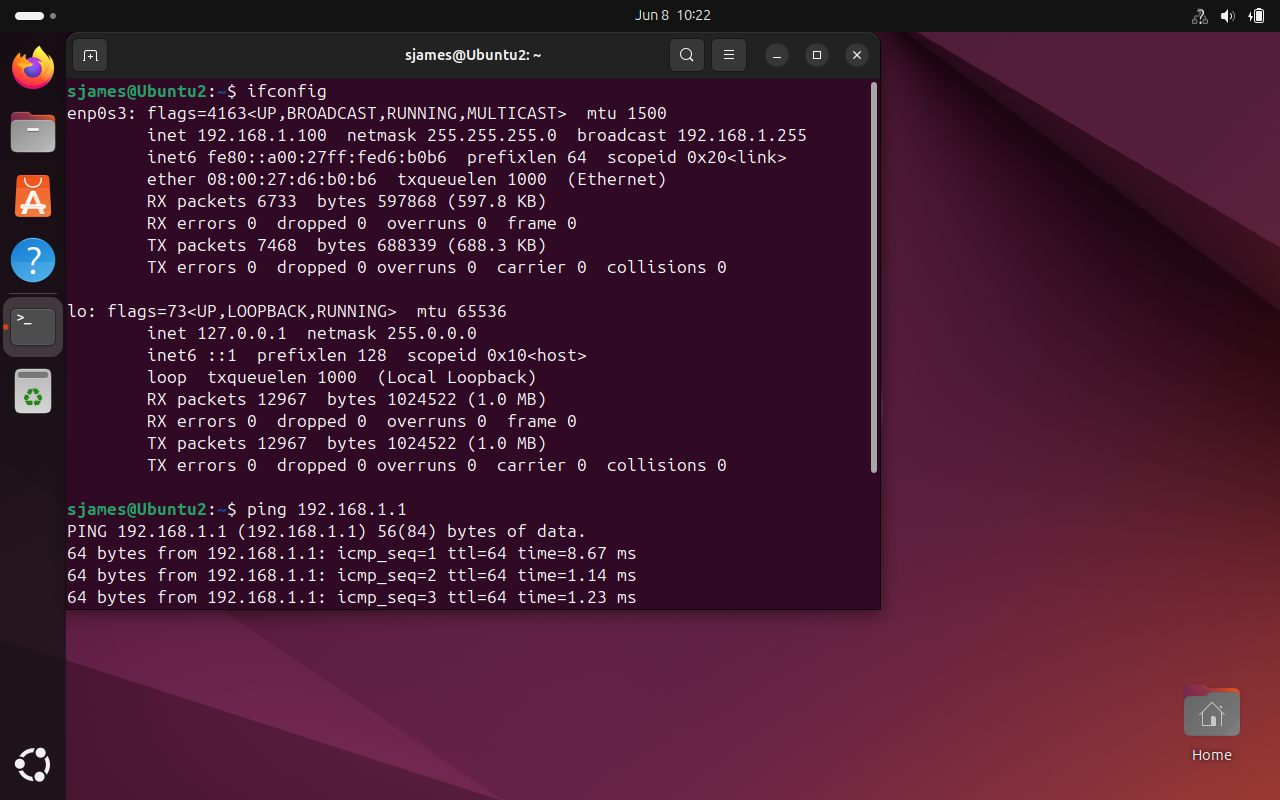 Jun 8 10:22
sjames@Ubuntu2: ~
sjames@Ubuntu2:~$ ifconfig
enp0s3: flags=4163<UP,BROADCAST,RUNNING,MULTICAST>  mtu 1500
        inet 192.168.1.100  netmask 255.255.255.0  broadcast 192.168.1.255
        inet6 fe80::a00:27ff:fed6:b0b6  prefixlen 64  scopeid 0x20<link>
        ether 08:00:27:d6:b0:b6  txqueuelen 1000  (Ethernet)
        RX packets 6733  bytes 597868 (597.8 KB)
        RX errors 0  dropped 0  overruns 0  frame 0
        TX packets 7468  bytes 688339 (688.3 KB)
        TX errors 0  dropped 0 overruns 0  carrier 0  collisions 0

lo: flags=73<UP,LOOPBACK,RUNNING>  mtu 65536
        inet 127.0.0.1  netmask 255.0.0.0
        inet6 ::1  prefixlen 128  scopeid 0x10<host>
        loop  txqueuelen 1000  (Local Loopback)
        RX packets 12967  bytes 1024522 (1.0 MB)
        RX errors 0  dropped 0  overruns 0  frame 0
        TX packets 12967  bytes 1024522 (1.0 MB)
        TX errors 0  dropped 0 overruns 0  carrier 0  collisions 0

sjames@Ubuntu2:~$ ping 192.168.1.1
PING 192.168.1.1 (192.168.1.1) 56(84) bytes of data.
64 bytes from 192.168.1.1: icmp_seq=1 ttl=64 time=8.67 ms
64 bytes from 192.168.1.1: icmp_seq=2 ttl=64 time=1.14 ms
64 bytes from 192.168.1.1: icmp_seq=3 ttl=64 time=1.23 ms
Home